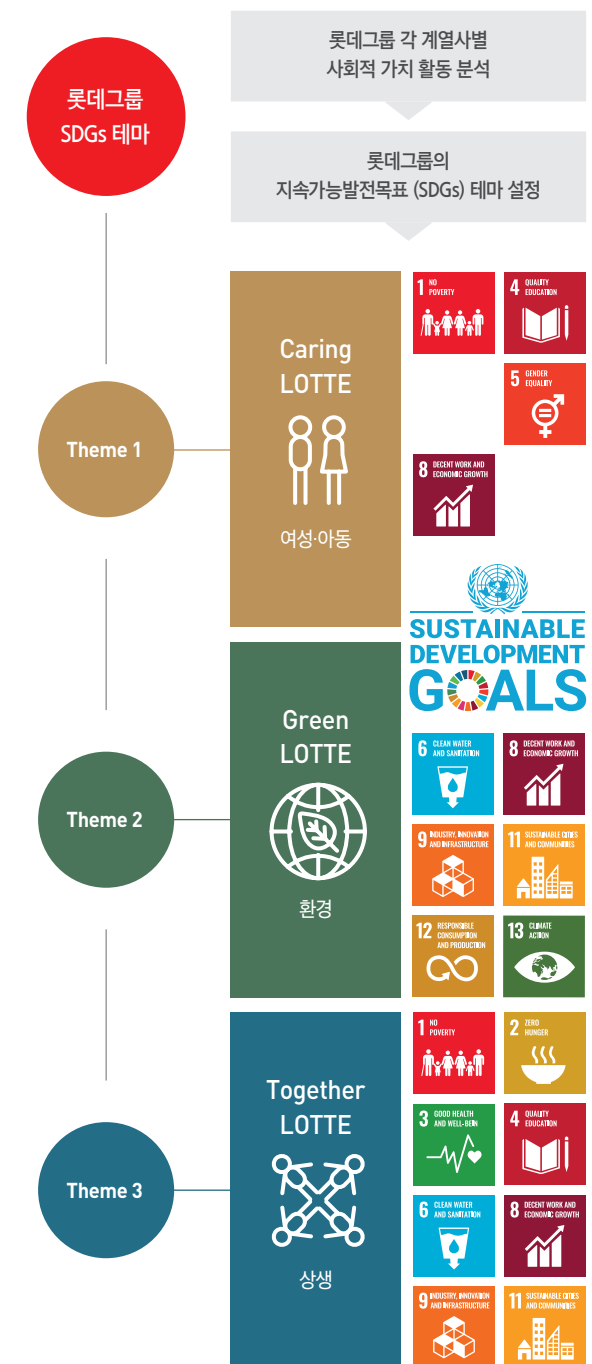 롯데그룹
SDGs 테마
롯데그룹 각 계열사별
사회적 가치 활동 분석
롯데그룹의
지속가능발전목표 (SDGs) 테마 설정
Theme 1
Caring
LOTTE
여성·아동
1 NO
POVERTY
4 QUALITY
EDUCATION
5 GENDER
EQUALITY
8 DECENT WORK AND
ECONOMIC GROWTH
SUSTAINABLE
DEVELOPMENT
GOALS
Theme 2
Green
LOTTE
환경
6 CLEAN WATER
AND SANITATION
8 DECENT WORK AND
ECONOMIC GROWTH
9 INDUSTRY, INNOVATION
AND INFRASTRUCTURE
11 SUSTAINABLE CITIES
AND COMMUNITIES
12 RESPONSIBLE
CONSUMPTION
AND PRODUCTION
13 CLIMATE
ACTION
Theme 3
Together
LOTTE
상생
1 NO
POVERTY
2 ZERO
HUNGER
3 GOOD HEALTH
AND WELL-BEIN
4 QUALITY
EDUCATION
6 CLEAN WATER
AND SANITATION
8 DECENT WORK AND
ECONOMIC GROWTH
9 INDUSTRY, INNOVATION
AND INFRASTRUCTURE
11 SUSTAINABLE CITIES
AND COMMUNITIES